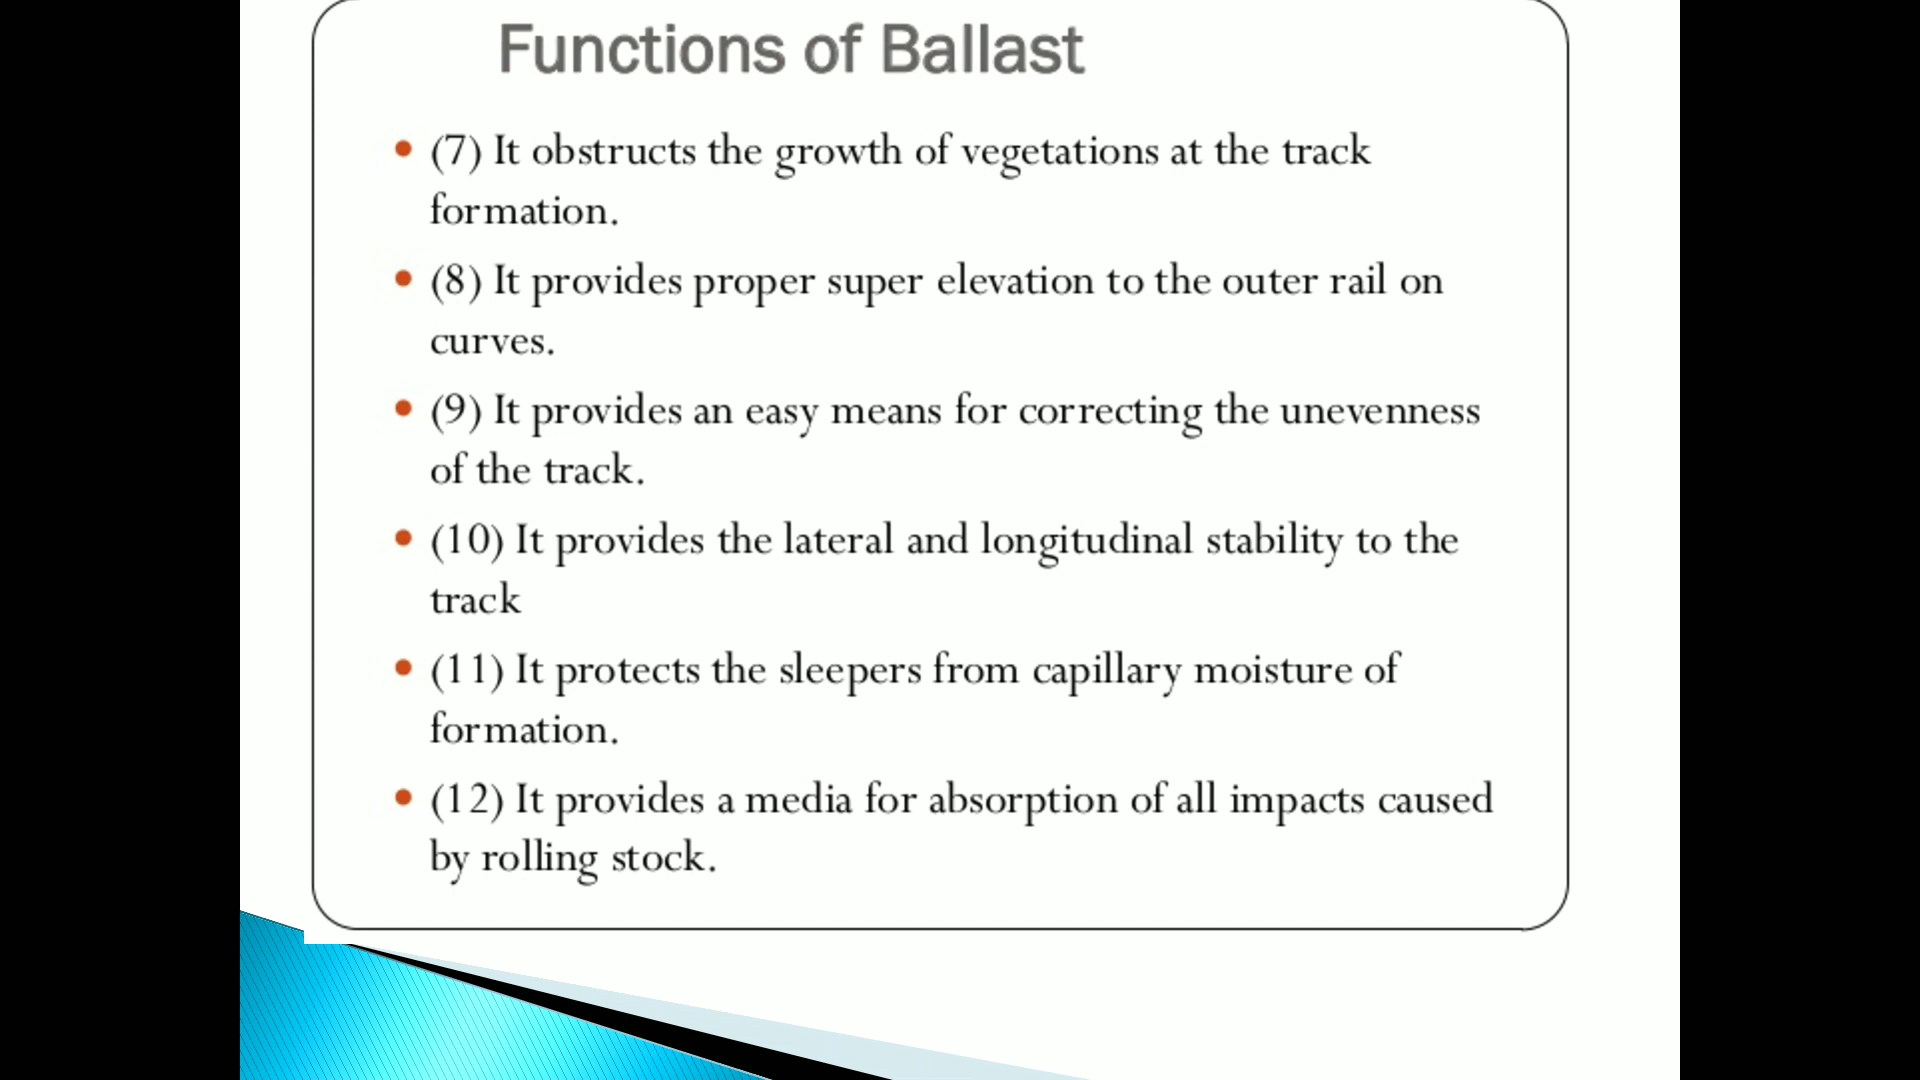 Functions of Ballast
• (7) It obstructs the growth of vegetations at the track
formation.
• (8) It provides proper super elevation to the outer rail on
curves.
• (9) It provides an easy means for correcting the unevenness
of the track.
• (10) It provides the lateral and longitudinal stability to the
track
• (11) It protects the sleepers from capillary moisture of
formation.
• (12) It provides a media for absorption of all impacts caused
by rolling stock.